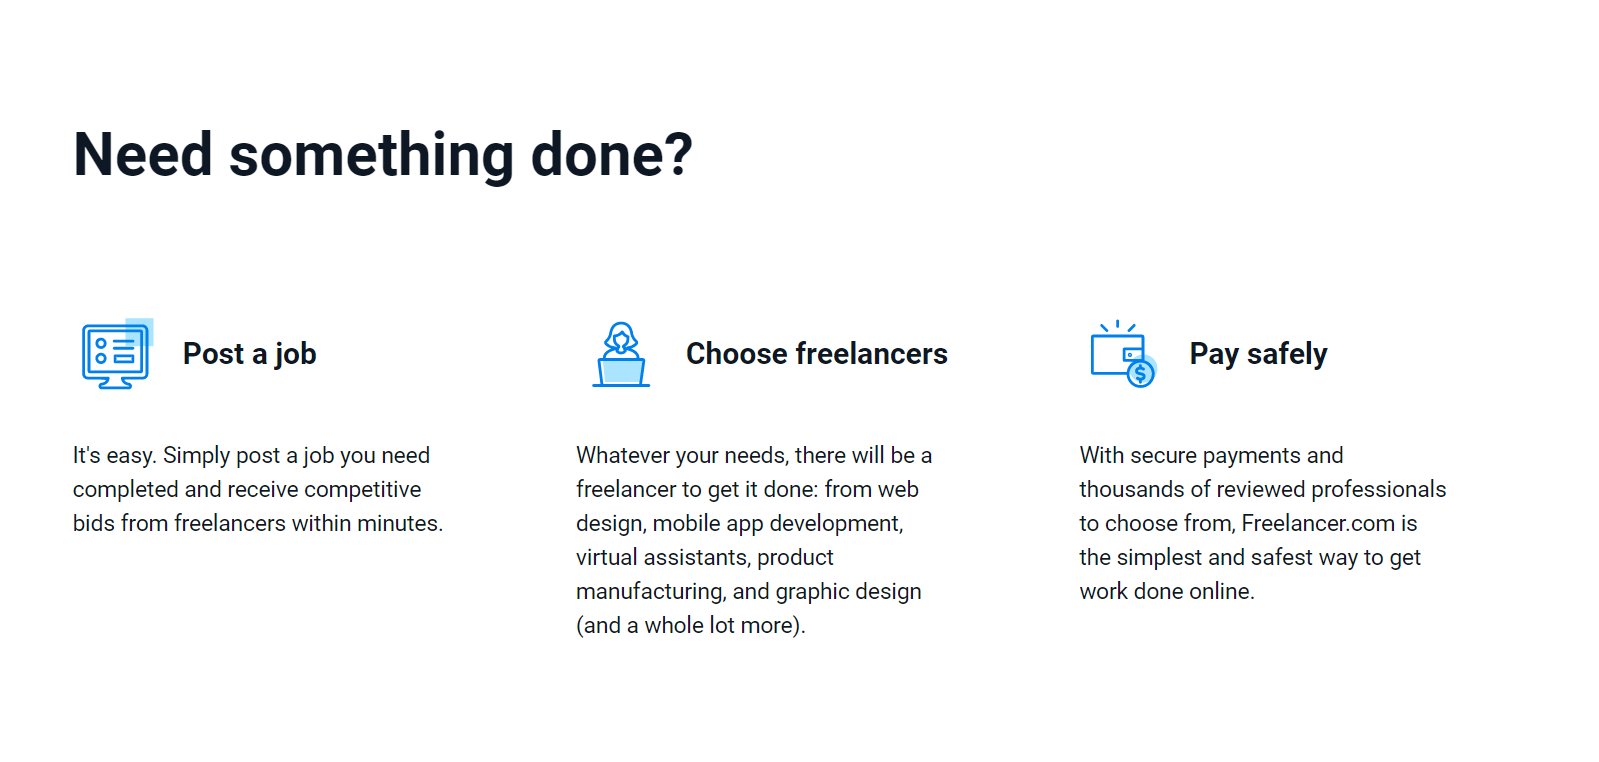 Need something done?
Post a job
It's easy. Simply post a job you need
completed and receive competitive
bids from freelancers within minutes.
Choose freelancers
Whatever your needs, there will be a
freelancer to get it done: from web
design, mobile app development,
virtual assistants, product
manufacturing, and graphic design
(and a whole lot more).
Pay safely
With secure payments and
thousands of reviewed professionals
to choose from, Freelancer.com is
the simplest and safest way to get
work done online.